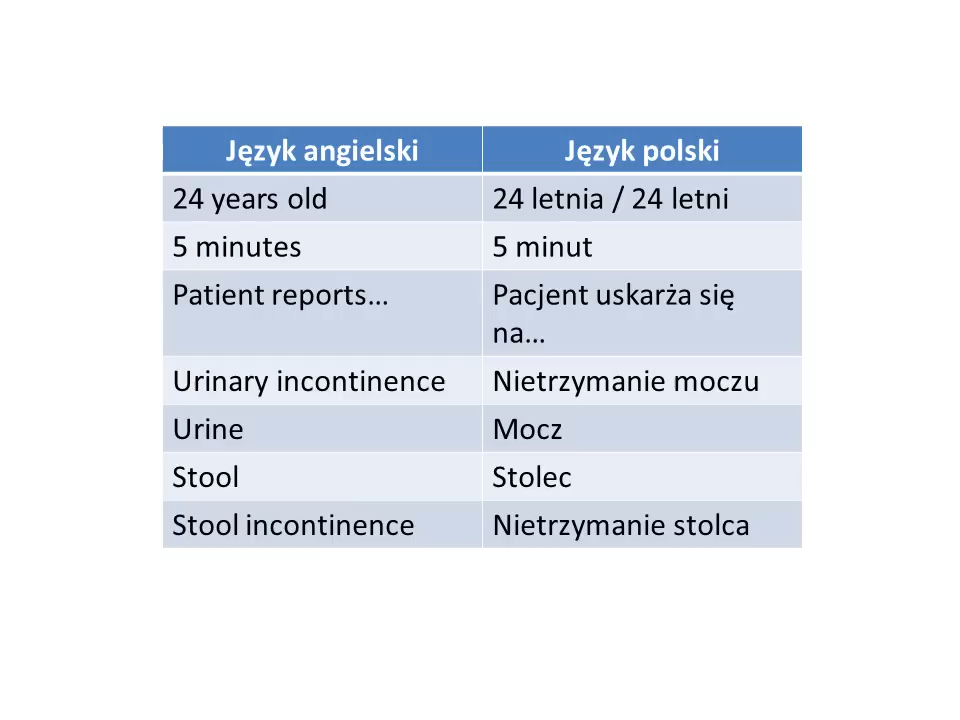 Język angielski Język polski
24 years old 24 letnia / 24 letni
5 minutes 5 minut
Patient reports… Pacjent uskarża się
na…
Urinary incontinence Nietrzymanie moczu
Urine Mocz
Stool Stolec
Stool incontinence Nietrzymanie stolca